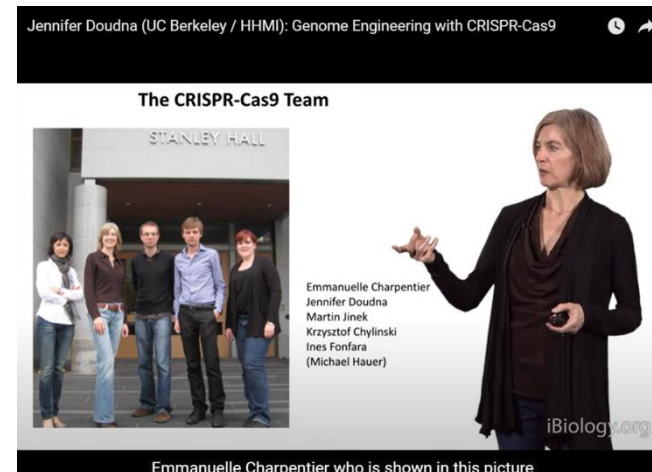 Jennifer Doudna (UC Berkeley / HHMI): Genome Engineering with CRISPR-Cas9
The CRISPR-Cas9 Team
STANLEY HALL
Emmanuelle Charpentier
Jennifer Doudna
Martin Jinek
Krzysztof Chylinski
Ines Fonfara
(Michael Hauer)
iBiology.org
Emmanuelle Charpentier who is shown in this picture